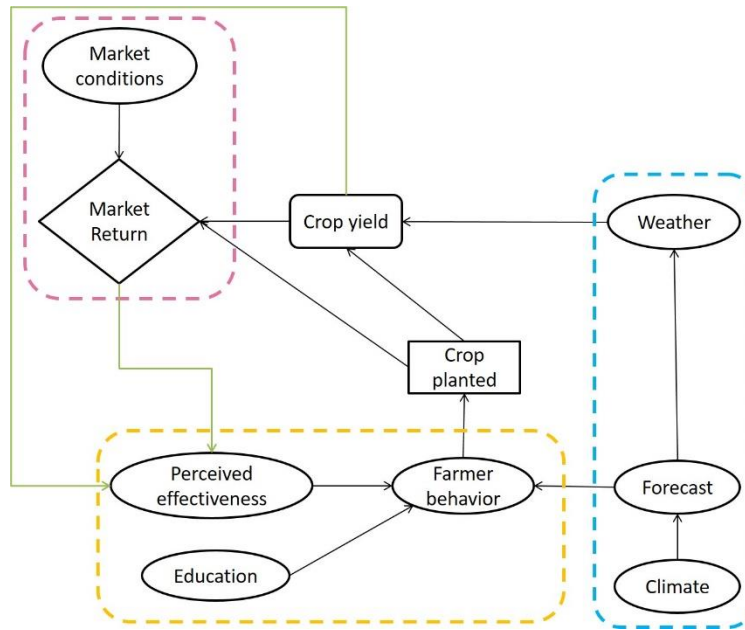 Market
conditions
Market
Return
Crop yield
Weather
Crop
planted
Perceived
effectiveness
Farmer
behavior
Forecast
Education
Climate